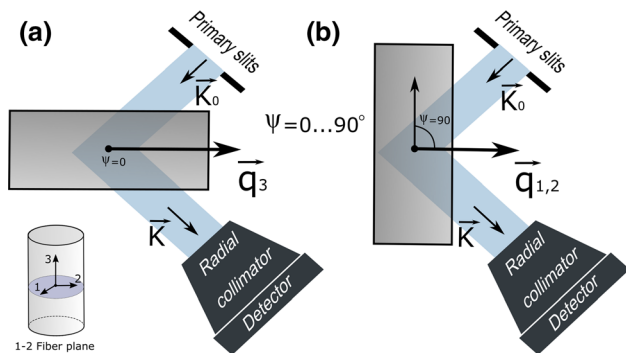 (a)
Primary slits
K₀
ψ=0
q₃
K
Radial
collimator
Detector
3
1
2
1-2 Fiber plane
ψ=0...90°
(b)
Primary slits
K₀
ψ=90
q₁,₂
K
Radial
collimator
Detector